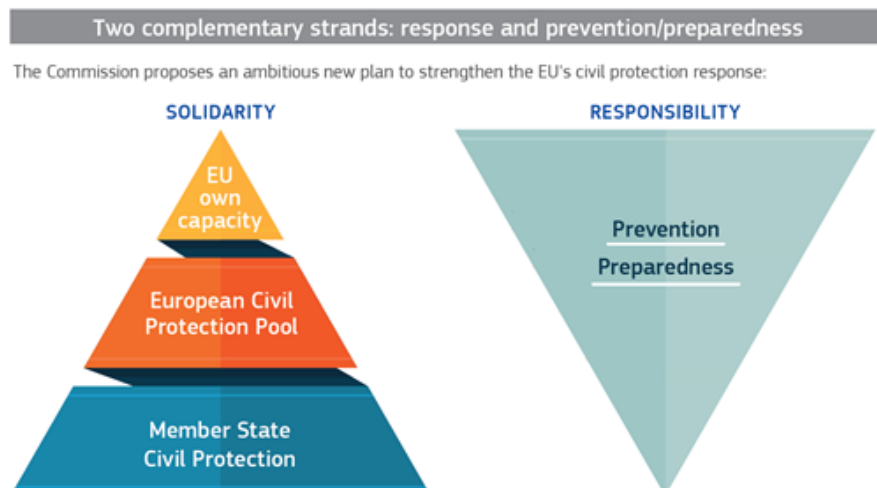 Two complementary strands: response and prevention/preparedness
The Commission proposes an ambitious new plan to strengthen the EU's civil protection response:
SOLIDARITY
EU
own
capacity
European Civil
Protection Pool
Member State
Civil Protection
RESPONSIBILITY
Prevention
Preparedness